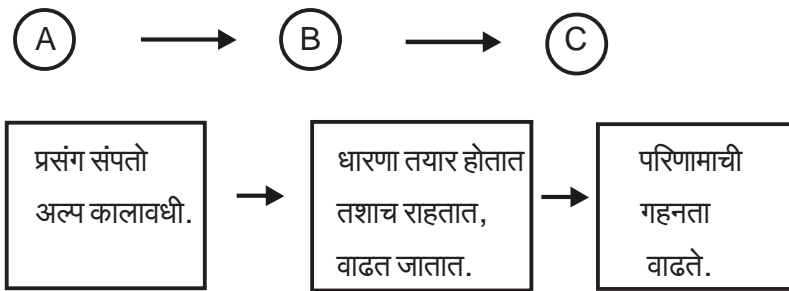 A B C
प्रसंग संपतो
अल्प कालावधी.
धारणा तयार होतात
तशाच राहतात,
वाढत जातात.
परिणामाची
गहनता
वाढते.